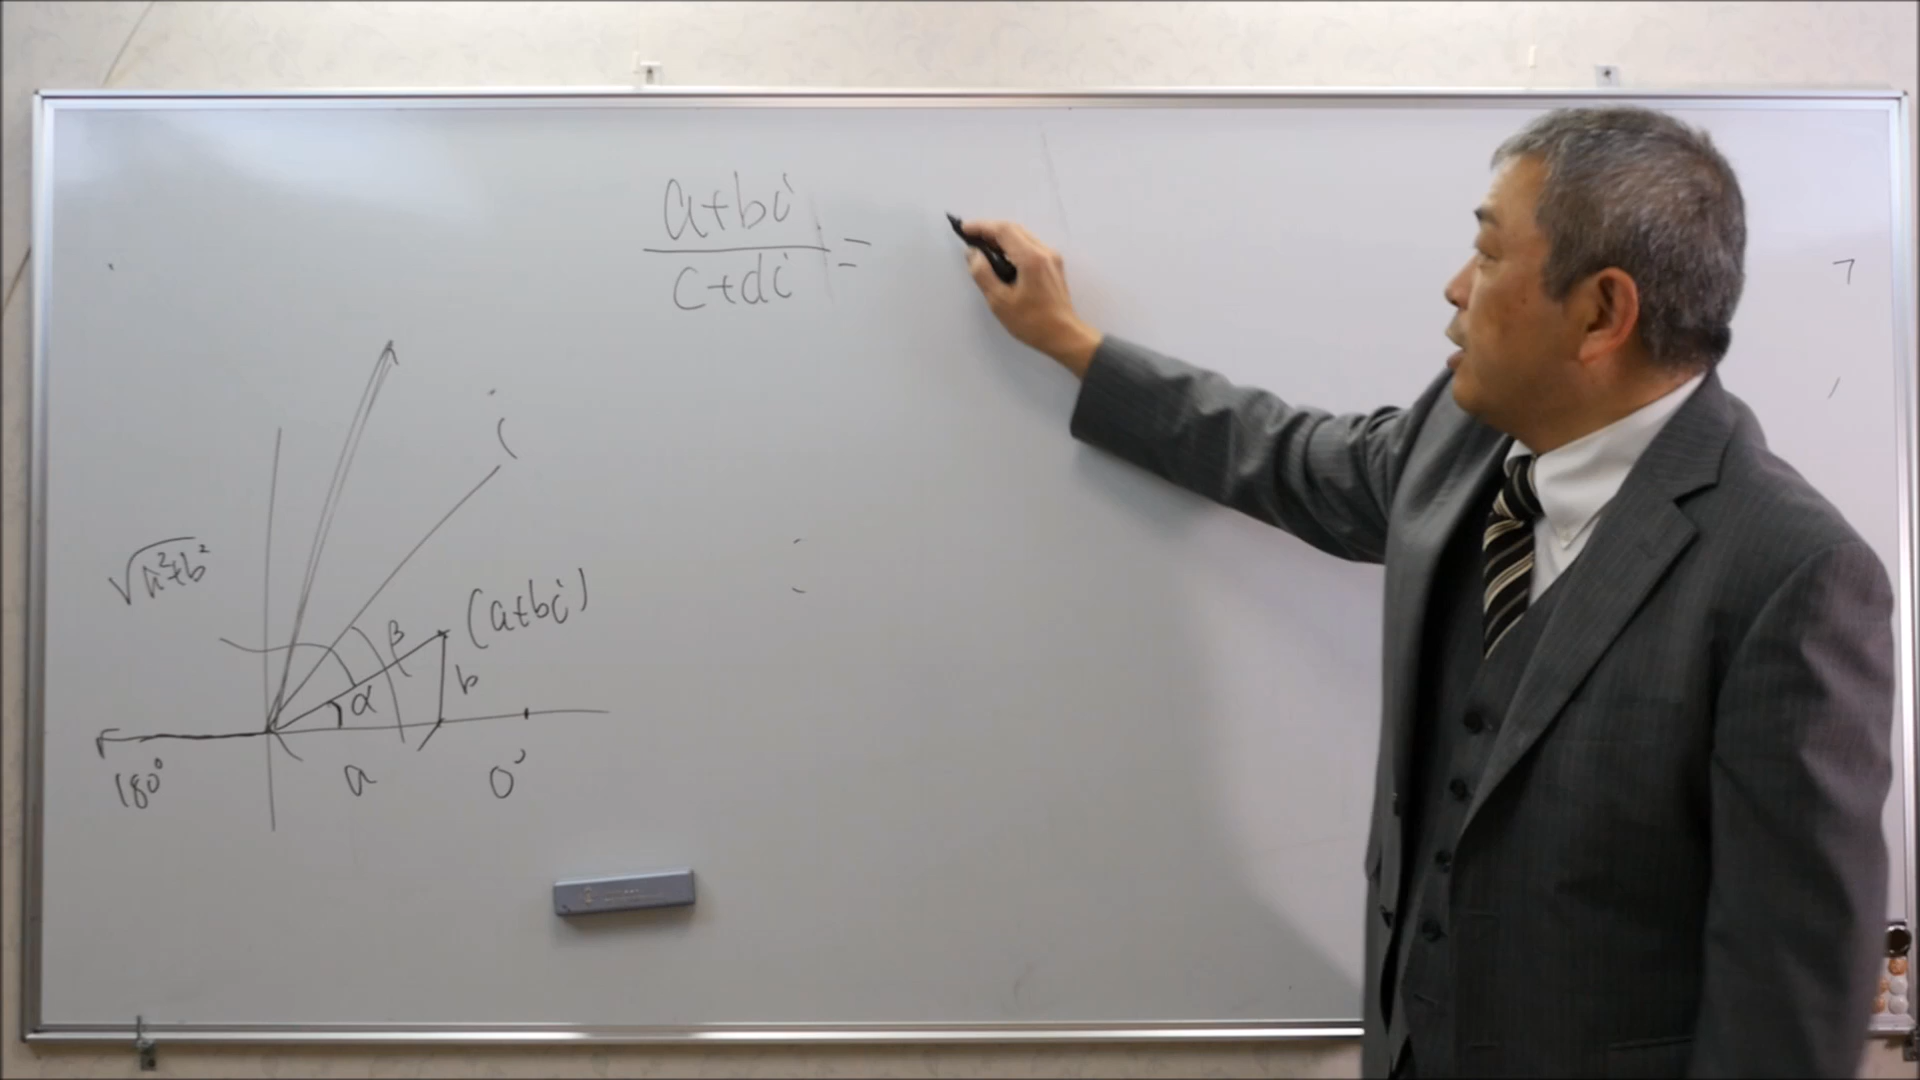 a+bi
c+di
=
√a²+b²
(a+bi)
β
α
b
a
0°
180°